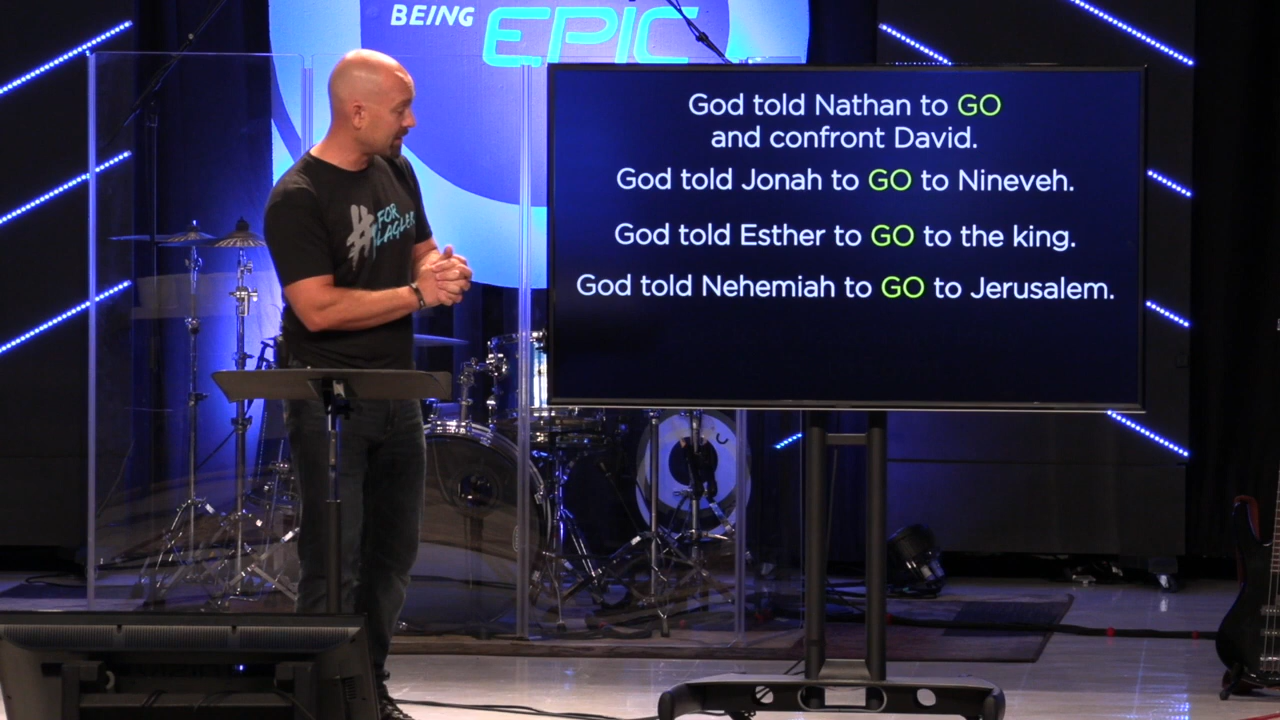 BEING
EPIC
God told Nathan to GO
and confront David.
God told Jonah to GO to Nineveh.
God told Esther to GO to the king.
God told Nehemiah to GO to Jerusalem.
#FOR